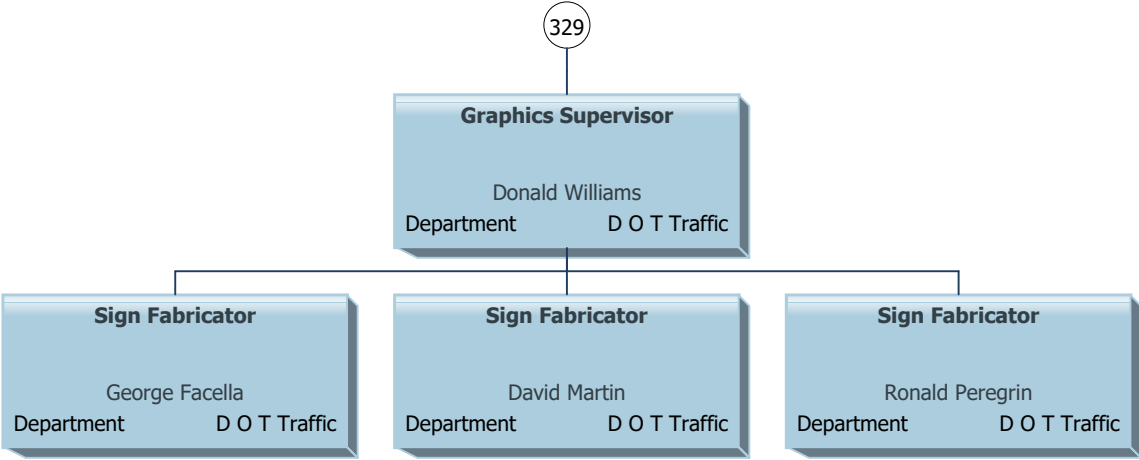 329
Graphics Supervisor
Donald Williams
Department D O T Traffic
Sign Fabricator
George Facella
Department D O T Traffic
Sign Fabricator
David Martin
Department D O T Traffic
Sign Fabricator
Ronald Peregrin
Department D O T Traffic